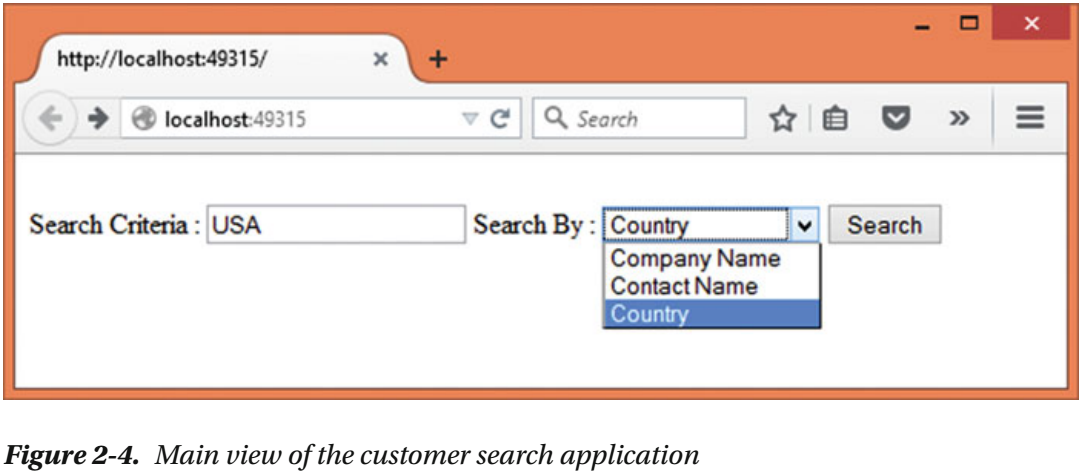 http://localhost:49315/
localhost:49315 Search
Search Criteria : USA Search By : Country Search
Company Name
Contact Name
Country
Figure 2-4. Main view of the customer search application